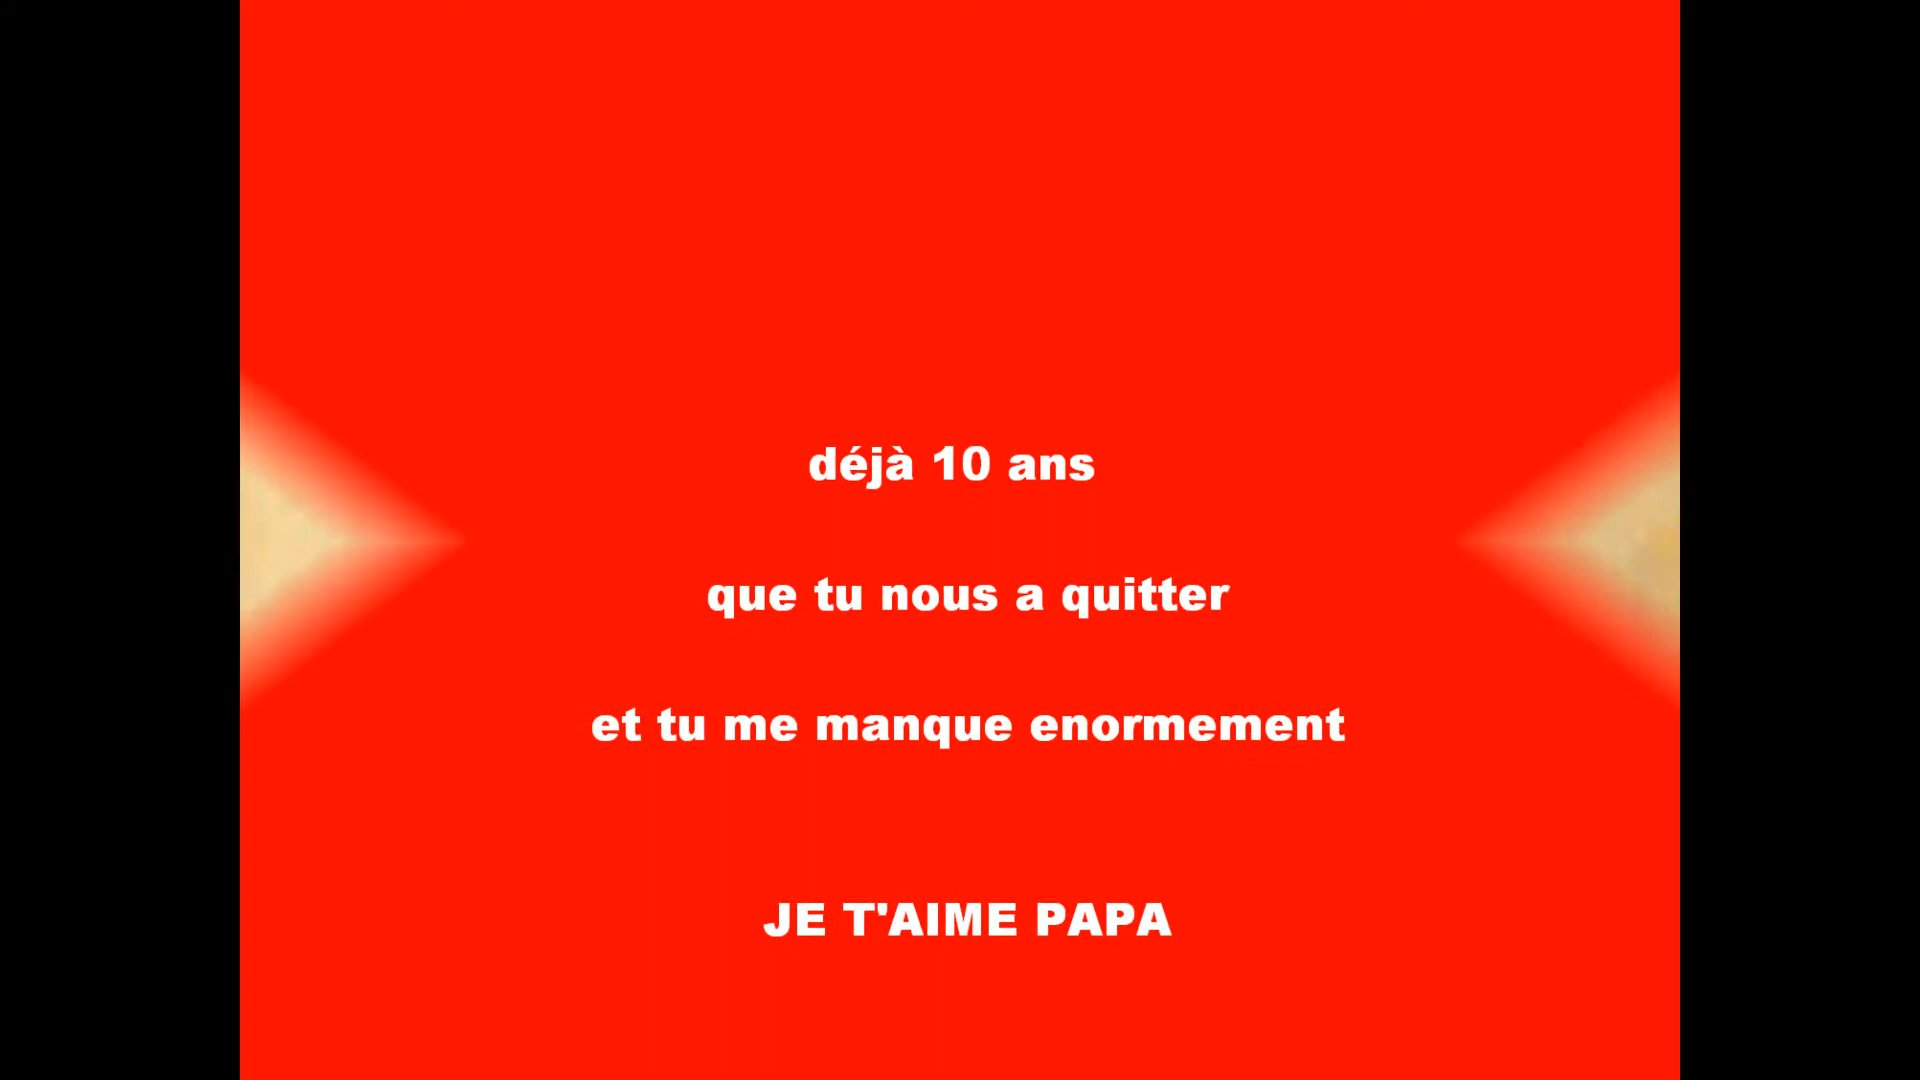 déjà 10 ans
que tu nous a quitter
et tu me manque enormement
JE T'AIME PAPA